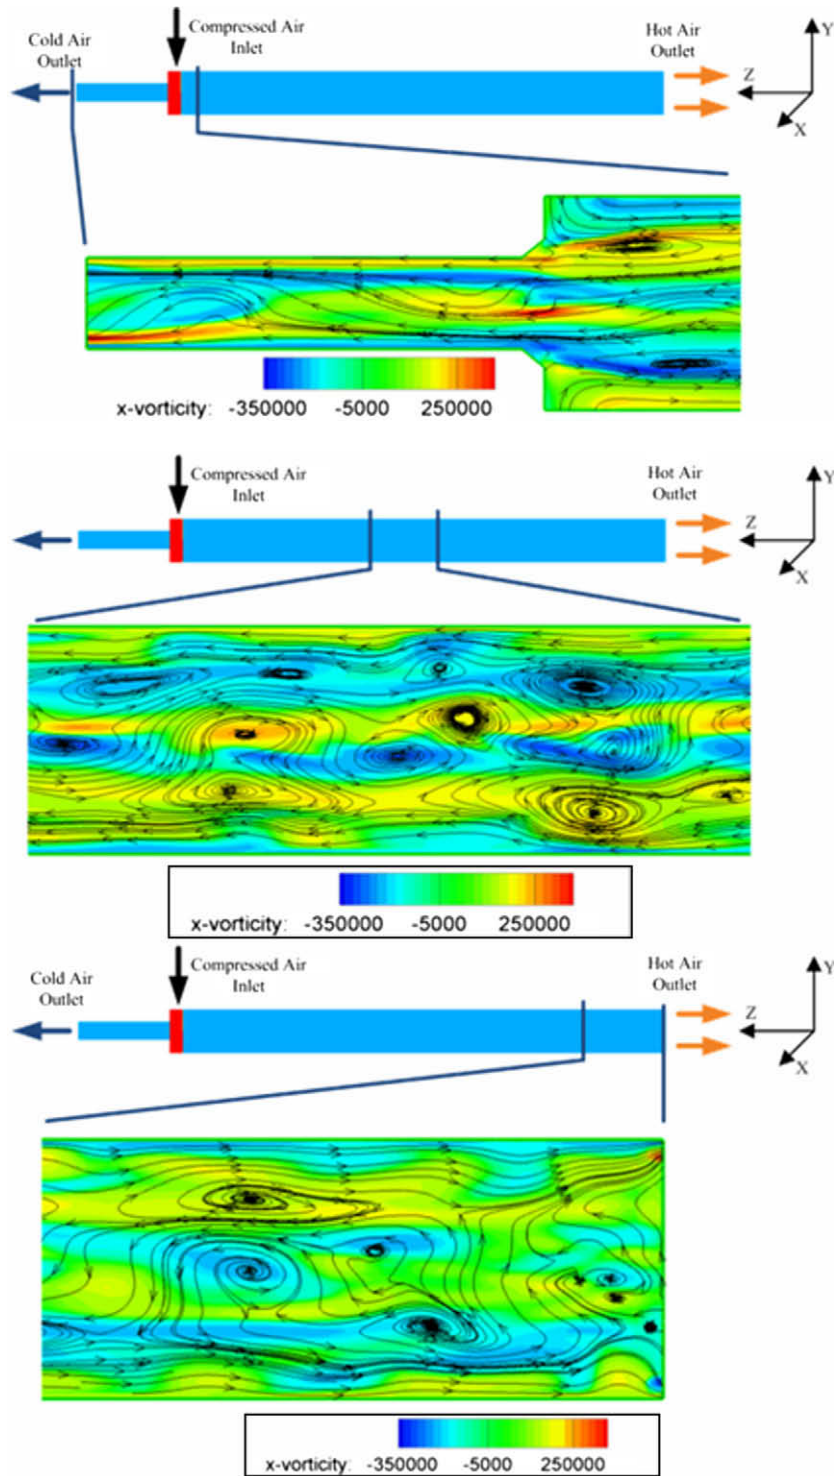 Cold Air
Outlet
Compressed Air
Inlet
Hot Air
Outlet
Y
Z
X
x-vorticity: -350000 -5000 250000
Compressed Air
Inlet
Hot Air
Outlet
Y
Z
X
x-vorticity: -350000 -5000 250000
Cold Air
Outlet
Compressed Air
Inlet
Hot Air
Outlet
Y
Z
X
x-vorticity: -350000 -5000 250000